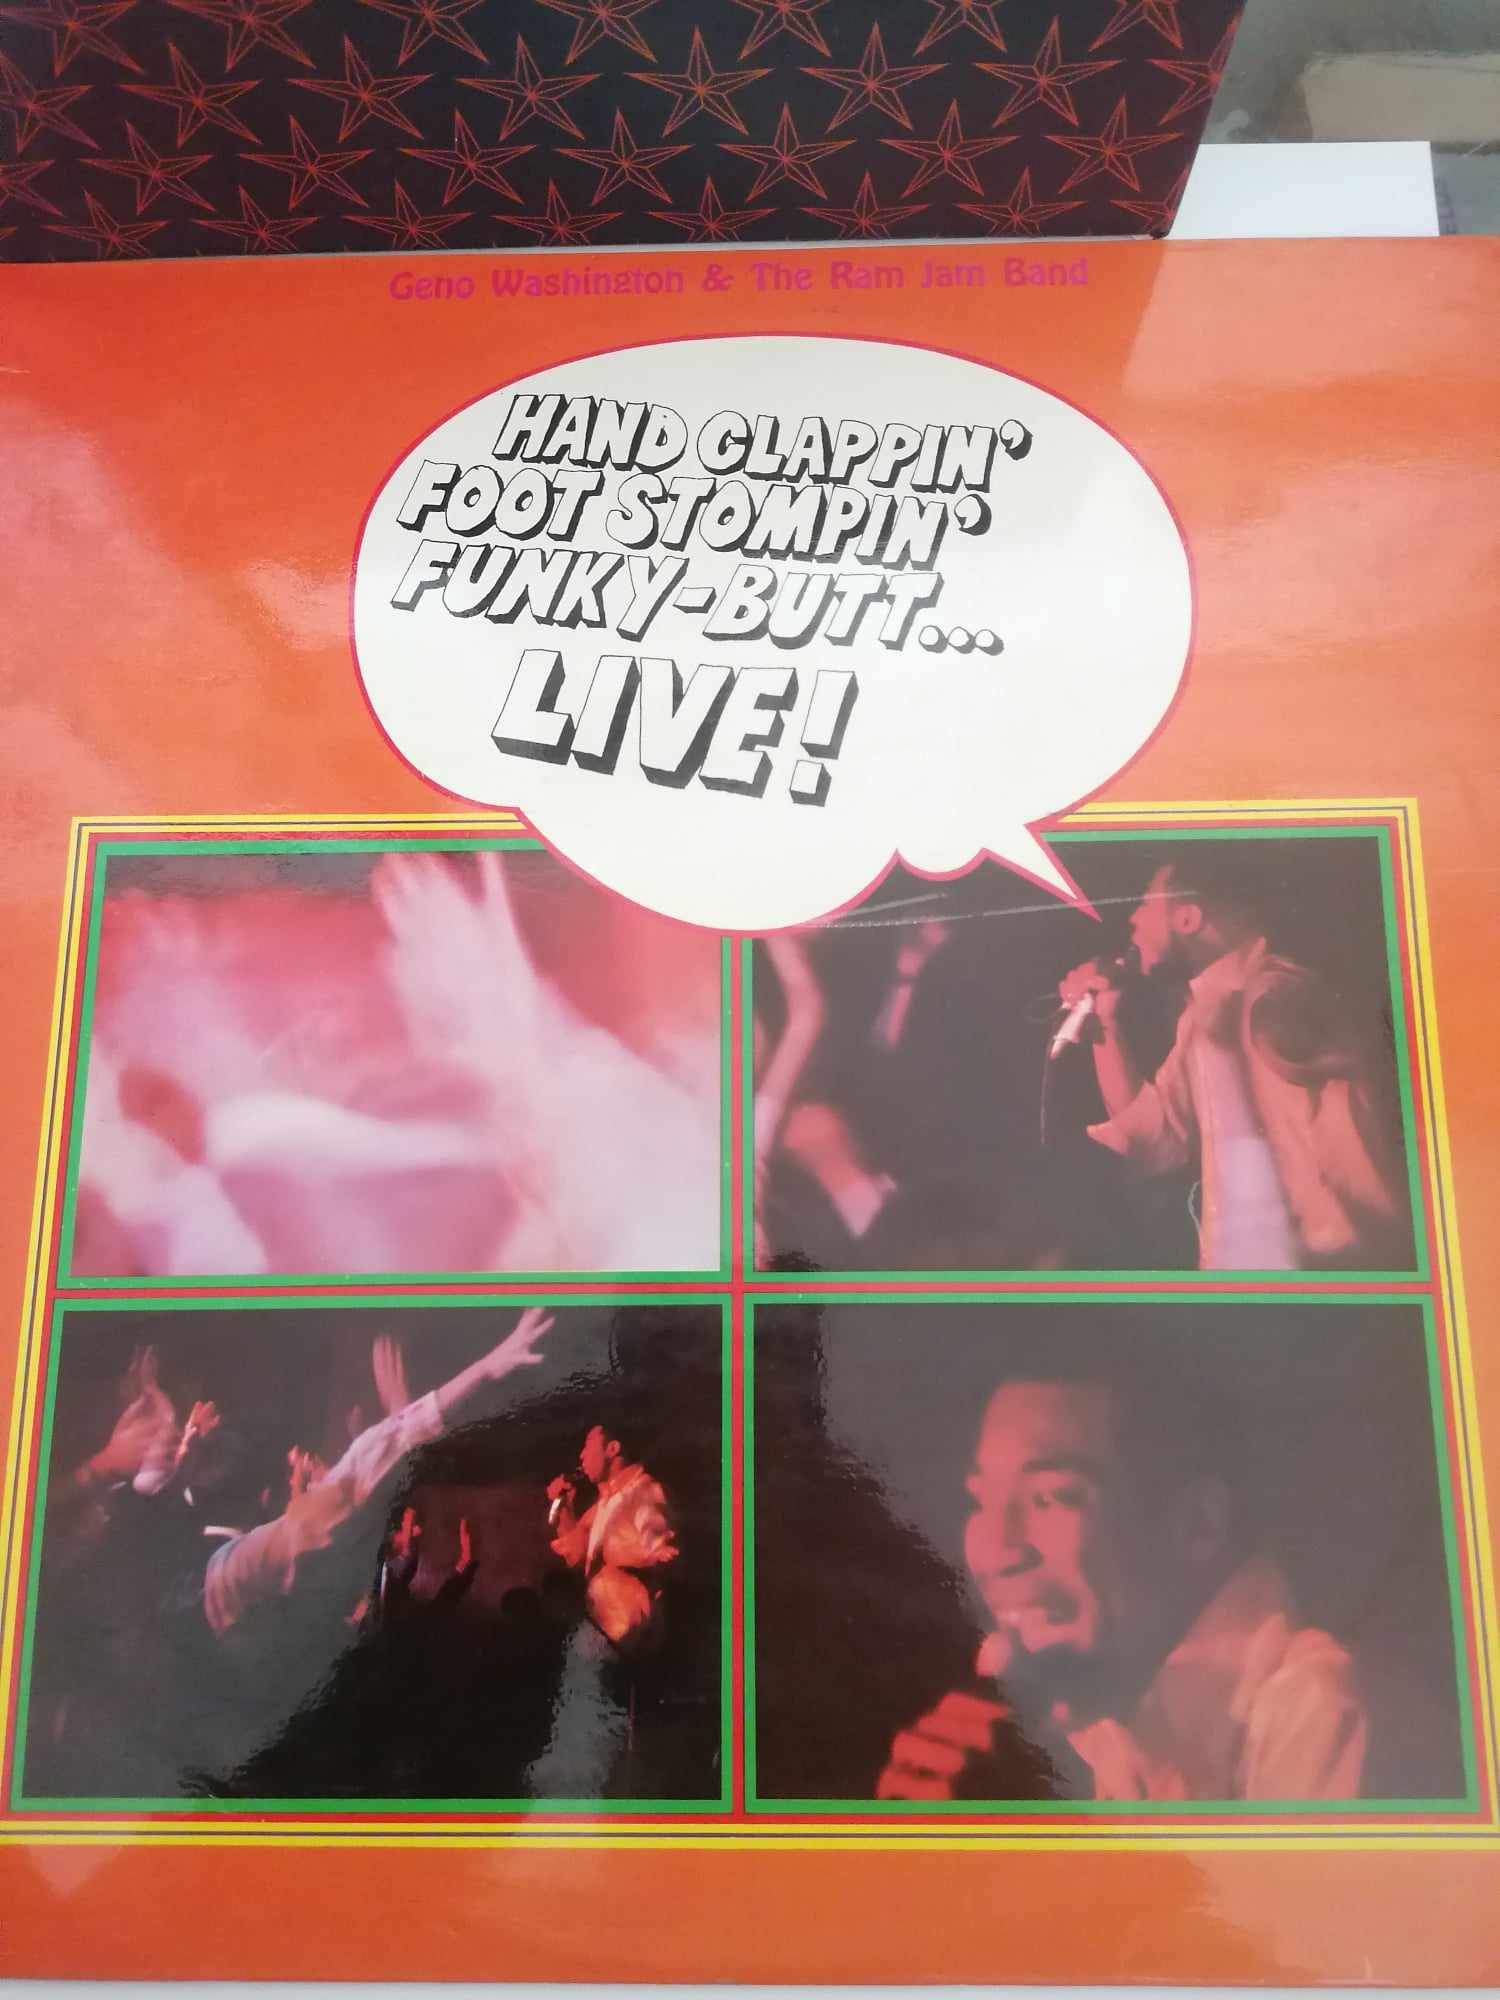 Geno Washington & The Ram Jam Band
HAND CLAPPIN'
FOOT STOMPIN'
FUNKY-BUTT...
LIVE!